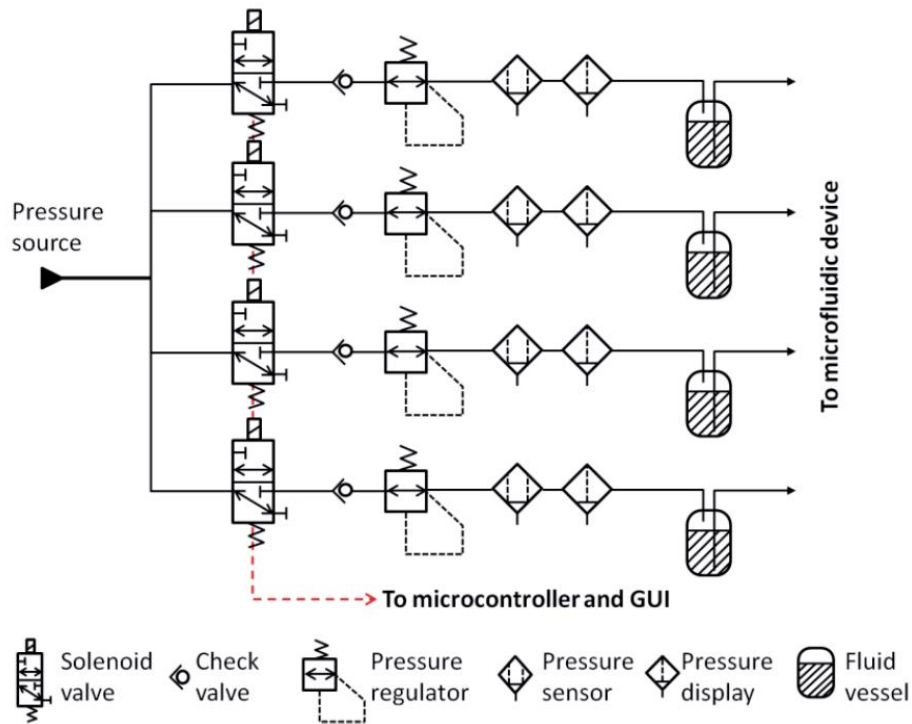 Pressure
source
To microfluidic device
To microcontroller and GUI
Solenoid
valve
Check
valve
Pressure
regulator
Pressure
sensor
Pressure
display
Fluid
vessel